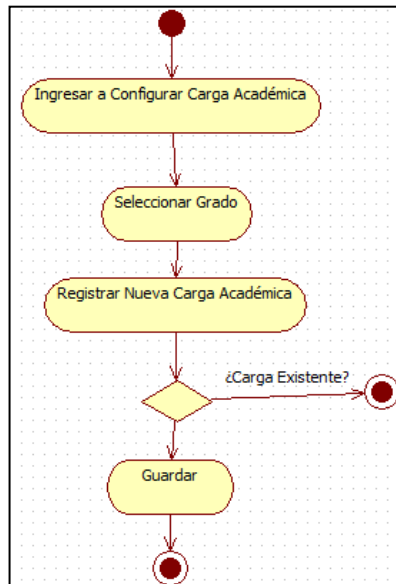 Ingresar a Configurar Carga Académica
Seleccionar Grado
Registrar Nueva Carga Académica
¿Carga Existente?
Guardar